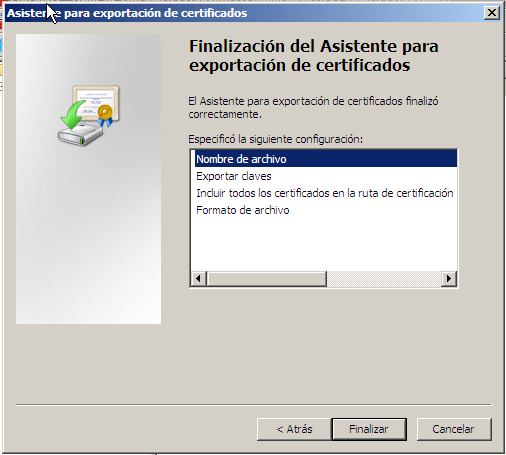 Asistente para exportación de certificados
Finalización del Asistente para
exportación de certificados
El Asistente para exportación de certificados finalizó
correctamente.
Especificó la siguiente configuración:
Nombre de archivo
Exportar claves
Incluir todos los certificados en la ruta de certificación
Formato de archivo
< Atrás
Finalizar
Cancelar